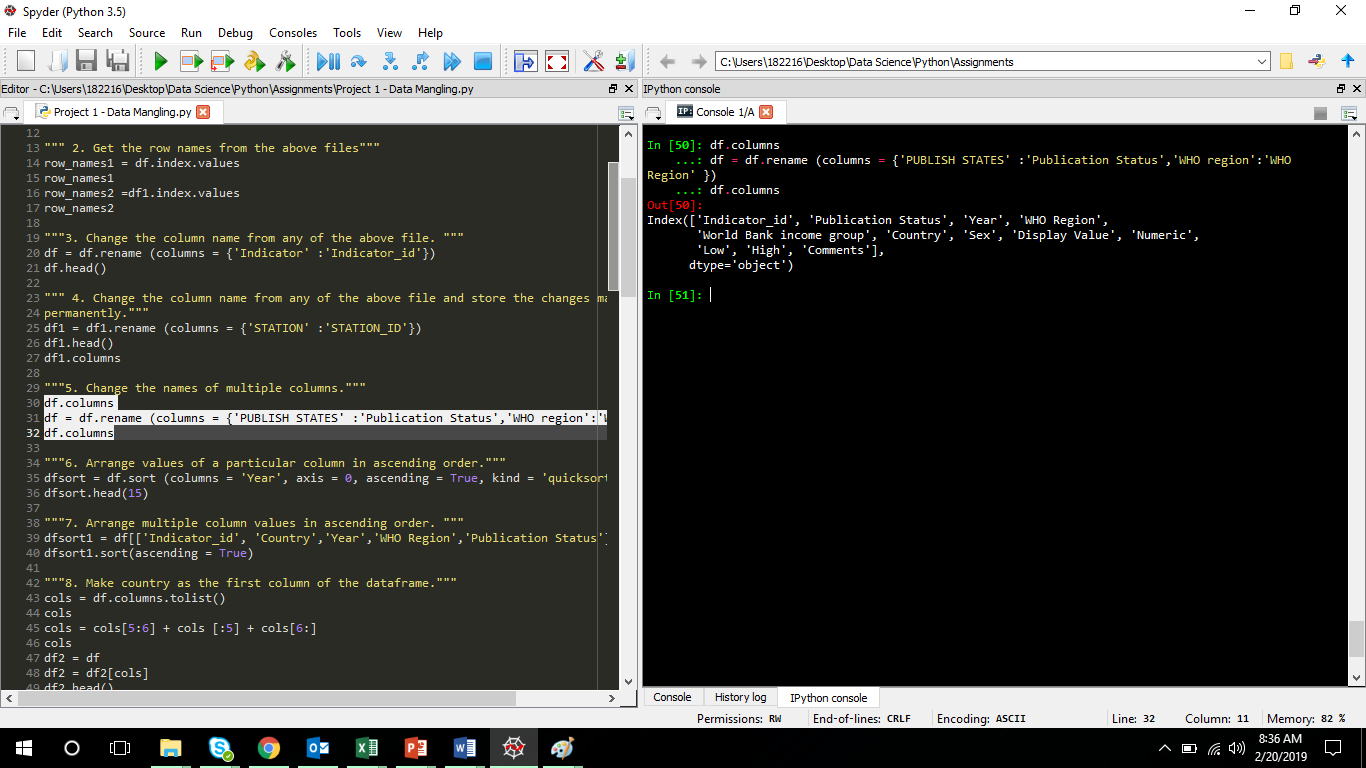 Spyder (Python 3.5)
File Edit Search Source Run Debug Consoles Tools View Help
C:\Users\182216\Desktop\Data Science\Python\Assignments
Editor - C:\Users\182216\Desktop\Data Science\Python\Assignments\Project 1 - Data Mangling.py
Project 1 - Data Mangling.py
12
13 """ 2. Get the row names from the above files"""
14 row_names1 = df.index.values
15 row_names1
16 row_names2 =df1.index.values
17 row_names2
18
19 """3. Change the column name from any of the above file. """
20 df = df.rename (columns = {'Indicator' :'Indicator_id'})
21 df.head()
22
23 """ 4. Change the column name from any of the above file and store the changes ma
24 permanently."""
25 df1 = df1.rename (columns = {'STATION' :'STATION_ID'})
26 df1.head()
27 df1.columns
28
29 """5. Change the names of multiple columns."""
30 df.columns
31 df = df.rename (columns = {'PUBLISH STATES' :'Publication Status','WHO region':'W
32 df.columns
33
34 """6. Arrange values of a particular column in ascending order."""
35 dfsort = df.sort (columns = 'Year', axis = 0, ascending = True, kind = 'quicksort
36 dfsort.head(15)
37
38 """7. Arrange multiple column values in ascending order. """
39 dfsort1 = df[['Indicator_id', 'Country','Year','WHO Region','Publication Status']
40 dfsort1.sort(ascending = True)
41
42 """8. Make country as the first column of the dataframe."""
43 cols = df.columns.tolist()
44 cols
45 cols = cols[5:6] + cols [:5] + cols[6:]
46 cols
47 df2 = df
48 df2 = df2[cols]
49 df2.head()
IPython console
IP: Console 1/A
In [50]: df.columns
...: df = df.rename (columns = {'PUBLISH STATES' :'Publication Status','WHO region':'WHO
Region' })
...: df.columns
Out[50]:
Index(['Indicator_id', 'Publication Status', 'Year', 'WHO Region',
'World Bank income group', 'Country', 'Sex', 'Display Value', 'Numeric',
'Low', 'High', 'Comments'],
dtype='object')
In [51]:
Console History log IPython console
Permissions: RW End-of-lines: CRLF Encoding: ASCII Line: 32 Column: 11 Memory: 82 %
8:36 AM
2/20/2019